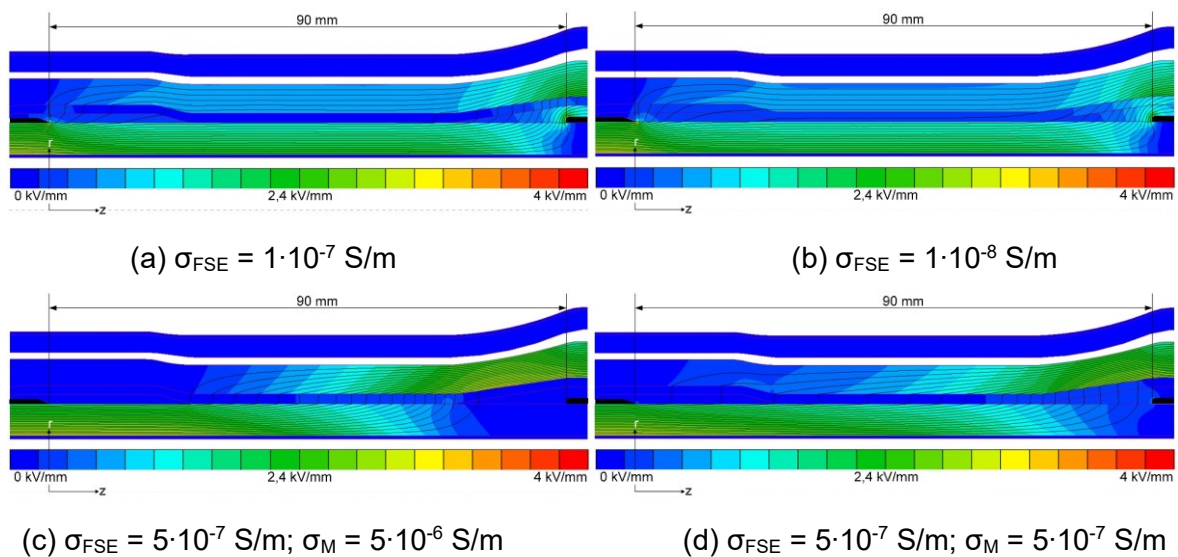 90 mm
90 mm
r
r
0 kV/mm 2,4 kV/mm 4 kV/mm
0 kV/mm 2,4 kV/mm 4 kV/mm
z
z
(a) σFSE = 1·10-7 S/m
(b) σFSE = 1·10-8 S/m
90 mm
90 mm
r
r
0 kV/mm 2,4 kV/mm 4 kV/mm
0 kV/mm 2,4 kV/mm 4 kV/mm
z
z
(c) σFSE = 5·10-7 S/m; σM = 5·10-6 S/m
(d) σFSE = 5·10-7 S/m; σM = 5·10-7 S/m